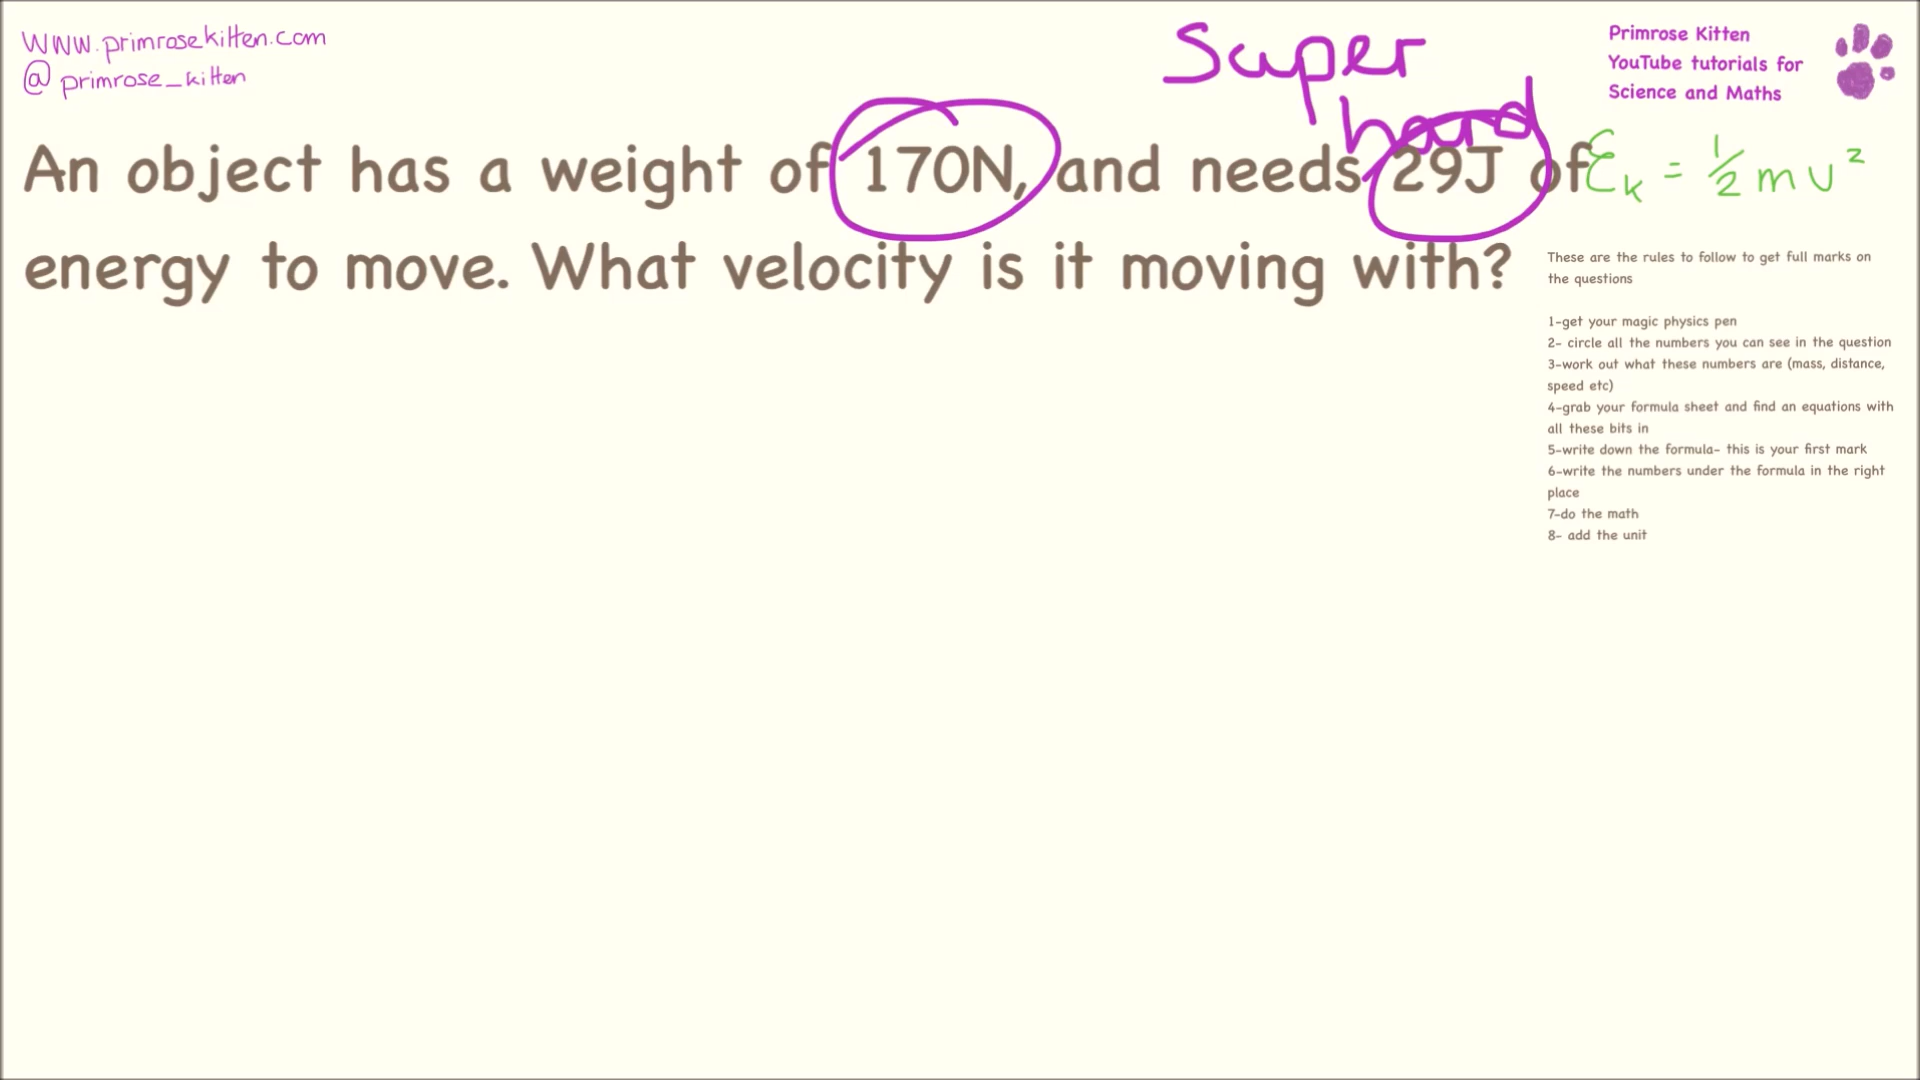 www.primrosekitten.com
@primrose_kitten
Super
hard
Primrose Kitten
YouTube tutorials for
Science and Maths
An object has a weight of 170N, and needs 29J of
energy to move. What velocity is it moving with?
Ek = ½ m v²
These are the rules to follow to get full marks on
the questions
1-get your magic physics pen
2- circle all the numbers you can see in the question
3-work out what these numbers are (mass, distance,
speed etc)
4-grab your formula sheet and find an equations with
all these bits in
5-write down the formula- this is your first mark
6-write the numbers under the formula in the right
place
7-do the math
8- add the unit